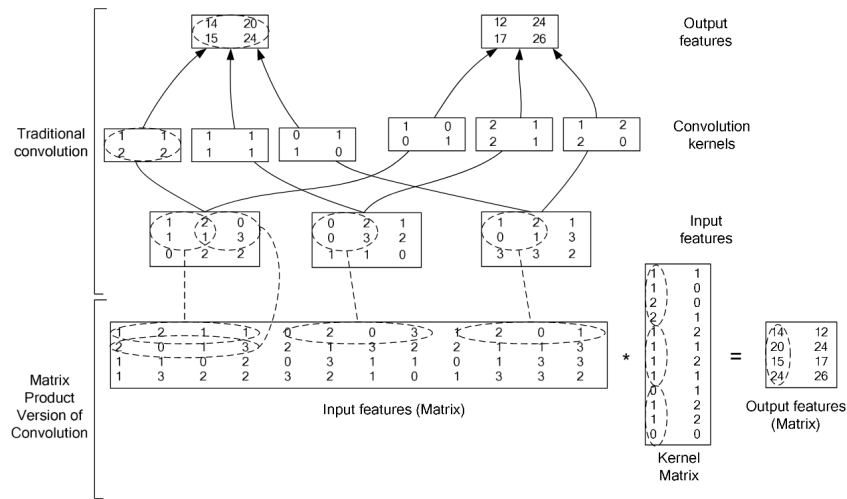 14 20
15 24
12 24
17 26
Output
features
Traditional
convolution
1 1
2 2
1 1
1 1
0 1
1 0
1 0
0 1
2 1
2 1
1 2
2 0
Convolution
kernels
1 2 0
1 1 3
0 2 2
0 2 1
0 3 2
1 1 0
1 2 1
0 1 3
3 3 2
Input
features
Matrix
Product
Version of
Convolution
1 2 1 1 0 2 0 3 1 2 0 1
2 0 1 3 2 1 3 2 2 1 1 3
1 1 0 2 0 3 1 1 0 1 3 3
1 3 2 2 3 2 1 0 1 3 3 2
Input features (Matrix)
*
1 1
1 0
2 0
2 1
1 2
1 1
1 2
1 1
0 1
1 2
1 2
0 0
Kernel
Matrix
=
14 12
20 24
15 17
24 26
Output features
(Matrix)